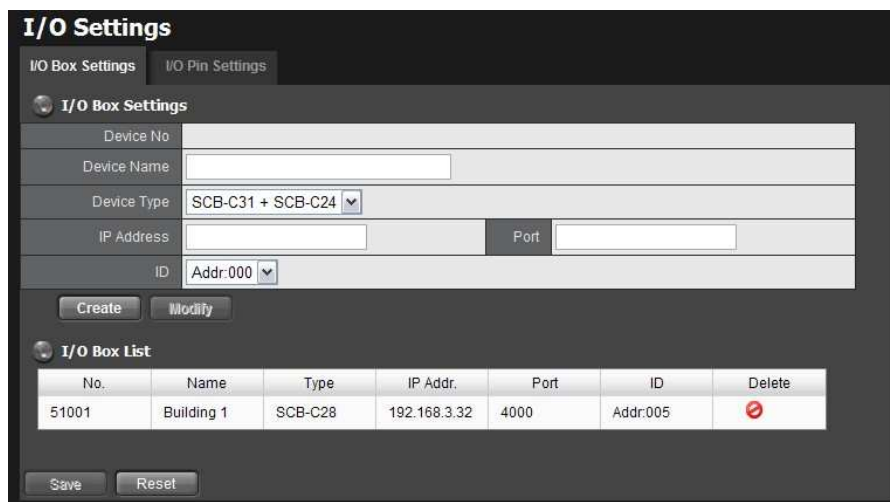 I/O Settings
I/O Box Settings I/O Pin Settings
I/O Box Settings
Device No
Device Name
Device Type SCB-C31 + SCB-C24
IP Address Port
ID Addr:000
Create Modify
I/O Box List
No. Name Type IP Addr. Port ID Delete
51001 Building 1 SCB-C28 192.168.3.32 4000 Addr:005
Save Reset